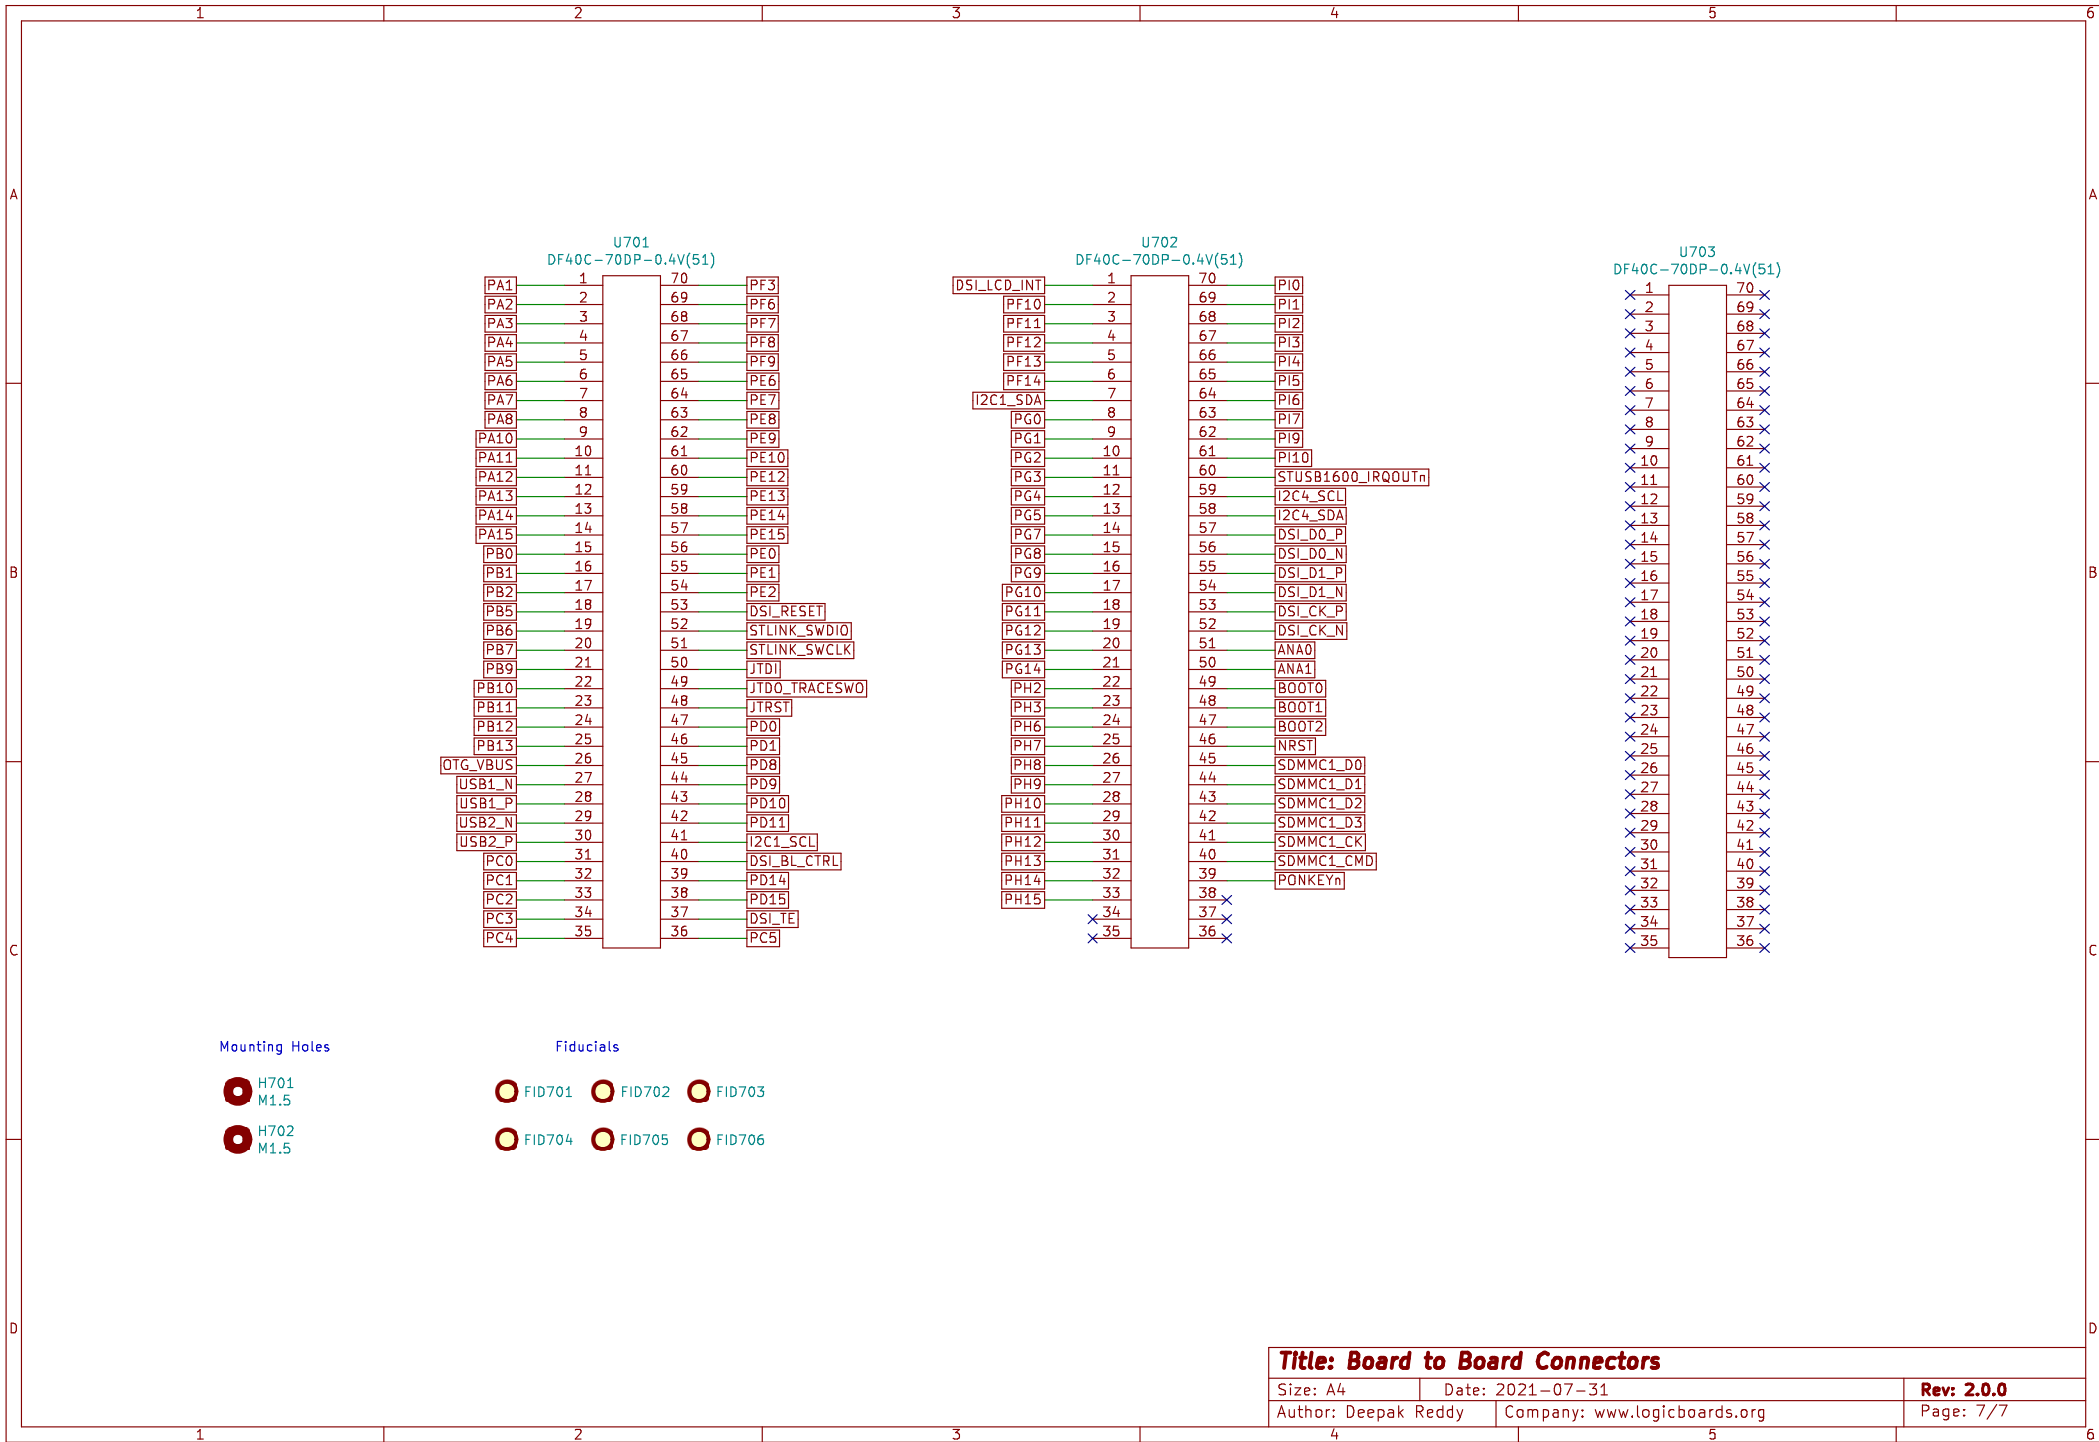 1 2 3 4 5 6
A A
U701 U702 U703
DF40C-70DP-0.4V(51) DF40C-70DP-0.4V(51) DF40C-70DP-0.4V(51)
PA1 1 70 PF3 DSI_LCD_INT 1 70 PI0 1 70
PA2 2 69 PF6 PF10 2 69 PI1 2 69
PA3 3 68 PF7 PF11 3 68 PI2 3 68
PA4 4 67 PF8 PF12 4 67 PI3 4 67
PA5 5 66 PF9 PF13 5 66 PI4 5 66
PA6 6 65 PE6 PF14 6 65 PI5 6 65
PA7 7 64 PE7 I2C1_SDA 7 64 PI6 7 64
PA8 8 63 PE8 PG0 8 63 PI7 8 63
PA10 9 62 PE9 PG1 9 62 PI9 9 62
PA11 10 61 PE10 PG2 10 61 PI10 10 61
PA12 11 60 PE12 PG3 11 60 STUSB1600_IRQOUTn 11 60
PA13 12 59 PE13 PG4 12 59 I2C4_SCL 12 59
PA14 13 58 PE14 PG5 13 58 I2C4_SDA 13 58
PA15 14 57 PE15 PG7 14 57 DSI_D0_P 14 57
PB0 15 56 PE0 PG8 15 56 DSI_D0_N 15 56
B B
PB1 16 55 PE1 PG9 16 55 DSI_D1_P 16 55
PB2 17 54 PE2 PG10 17 54 DSI_D1_N 17 54
PB5 18 53 DSI_RESET PG11 18 53 DSI_CK_P 18 53
PB6 19 52 STLINK_SWDIO PG12 19 52 DSI_CK_N 19 52
PB7 20 51 STLINK_SWCLK PG13 20 51 ANA0 20 51
PB9 21 50 JTDI PG14 21 50 ANA1 21 50
PB10 22 49 JTDO_TRACESWO PH2 22 49 BOOT0 22 49
PB11 23 48 JTRST PH3 23 48 BOOT1 23 48
PB12 24 47 PD0 PH6 24 47 BOOT2 24 47
PB13 25 46 PD1 PH7 25 46 NRST 25 46
OTG_VBUS 26 45 PD8 PH8 26 45 SDMMC1_D0 26 45
USB1_N 27 44 PD9 PH9 27 44 SDMMC1_D1 27 44
USB1_P 28 43 PD10 PH10 28 43 SDMMC1_D2 28 43
USB2_N 29 42 PD11 PH11 29 42 SDMMC1_D3 29 42
USB2_P 30 41 I2C1_SCL PH12 30 41 SDMMC1_CK 30 41
PC0 31 40 DSI_BL_CTRL PH13 31 40 SDMMC1_CMD 31 40
PC1 32 39 PD14 PH14 32 39 PONKEYn 32 39
PC2 33 38 PD15 PH15 33 38 33 38
PC3 34 37 DSI_TE 34 37 34 37
PC4 35 36 PC5 35 36 35 36
C C
Mounting Holes Fiducials
H701
M1.5
FID701 FID702 FID703
H702
M1.5
FID704 FID705 FID706
D D
Title: Board to Board Connectors
Size: A4 Date: 2021-07-31 Rev: 2.0.0
Author: Deepak Reddy Company: www.logicboards.org Page: 7/7
1 2 3 4 5 6